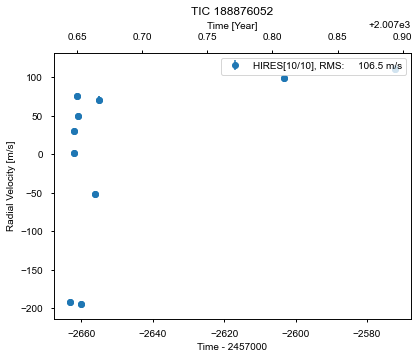 TIC 188876052
Time [Year]
+2.007e3
0.65 0.70 0.75 0.80 0.85 0.90
HIRES[10/10], RMS: 106.5 m/s
100
50
0
−50
−100
−150
−200
Radial Velocity [m/s]
−2660 −2640 −2620 −2600 −2580
Time - 2457000